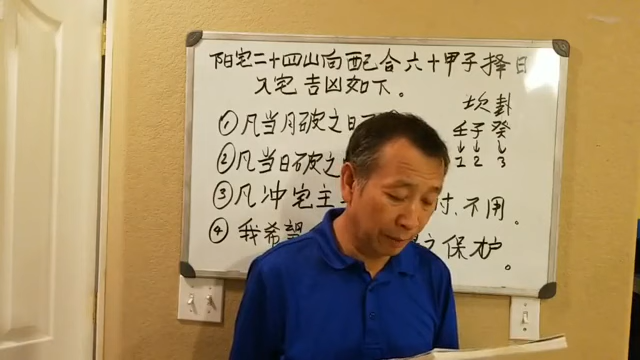 阳宅二十四山向配合六十甲子择日
入宅吉凶如下。
坎卦
壬子癸
↓↓↓
1 2 3
①凡当月破之日
②凡当日破之
③凡冲宅主 时、不用。
④我希望 之保护。